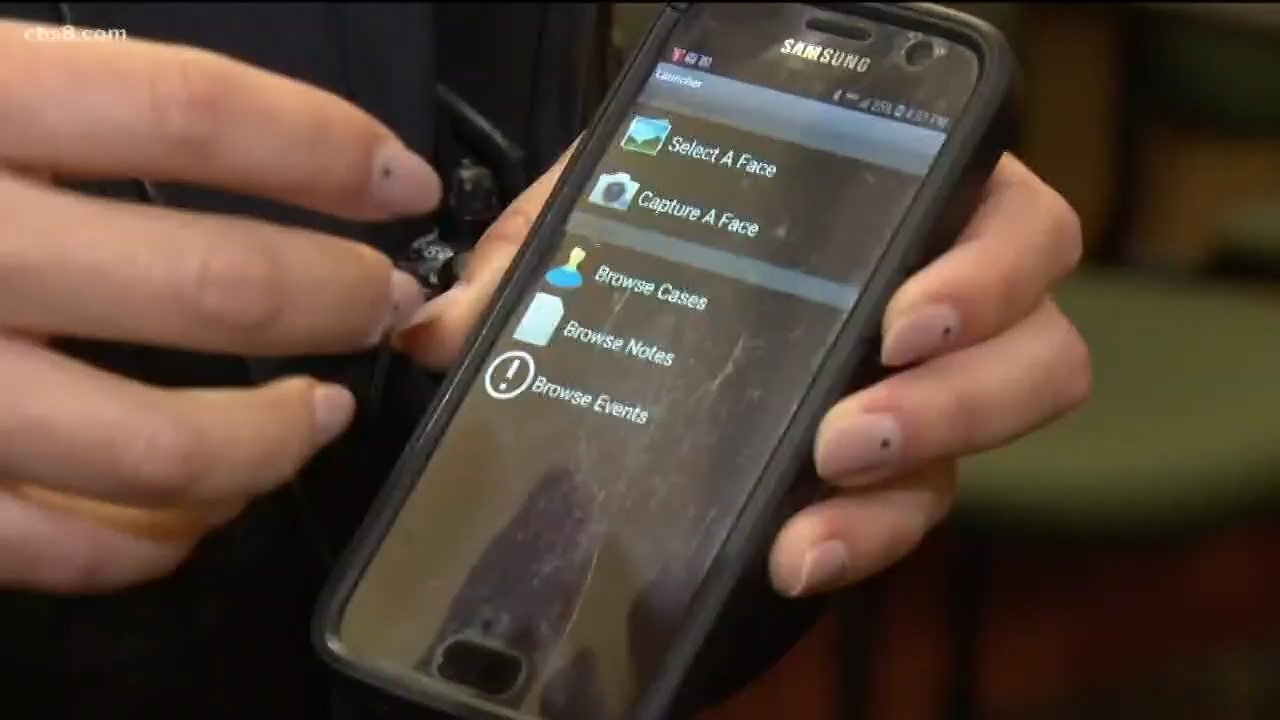 cbs8.com
SAMSUNG
Launcher
Select A Face
Capture A Face
Browse Cases
Browse Notes
Browse Events